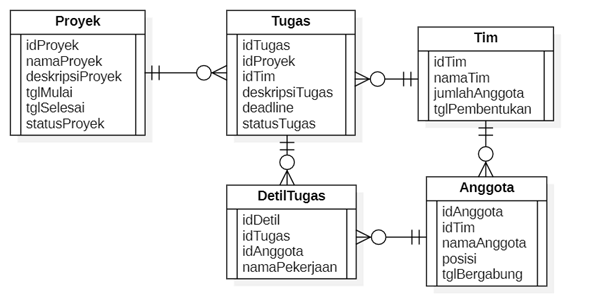 Proyek
idProyek
namaProyek
deskripsiProyek
tglMulai
tglSelesai
statusProyek
Tugas
idTugas
idProyek
idTim
deskripsiTugas
deadline
statusTugas
Tim
idTim
namaTim
jumlahAnggota
tglPembentukan
DetilTugas
idDetil
idTugas
idAnggota
namaPekerjaan
Anggota
idAnggota
idTim
namaAnggota
posisi
tglBergabung